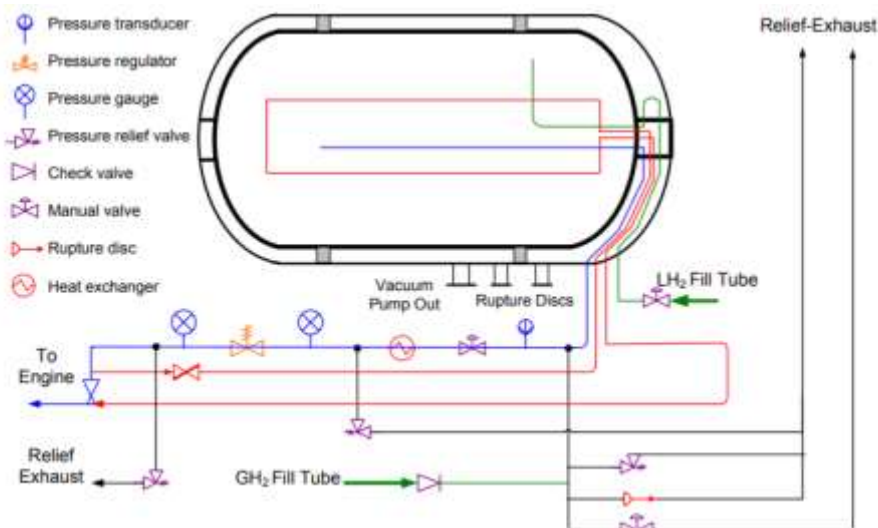 Relief-Exhaust
Pressure transducer
Pressure regulator
Pressure gauge
Pressure relief valve
Check valve
Manual valve
Rupture disc
Heat exchanger
Vacuum
Pump Out
Rupture Discs
LH₂ Fill Tube
To
Engine
Relief
Exhaust
GH₂ Fill Tube